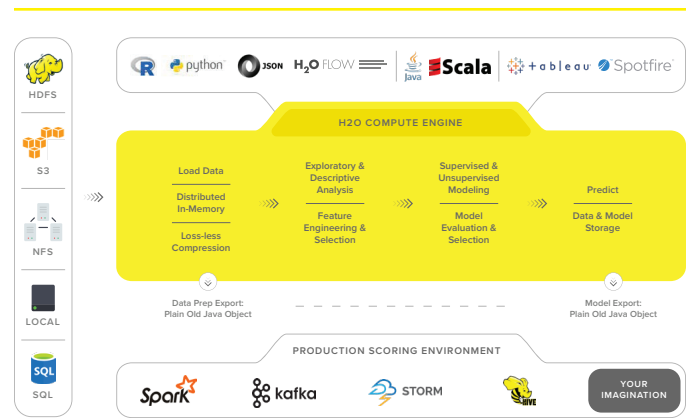 HDFS
S3
NFS
LOCAL
SQL
SQL
R
python
JSON
H2O FLOW
Java
Scala
+ableau
Spotfire
H2O COMPUTE ENGINE
Load Data
Distributed
In-Memory
Loss-less
Compression
Exploratory &
Descriptive
Analysis
Feature
Engineering &
Selection
Supervised &
Unsupervised
Modeling
Model
Evaluation &
Selection
Predict
Data & Model
Storage
Data Prep Export:
Plain Old Java Object
Model Export:
Plain Old Java Object
PRODUCTION SCORING ENVIRONMENT
Spark
kafka
STORM
HIVE
YOUR
IMAGINATION